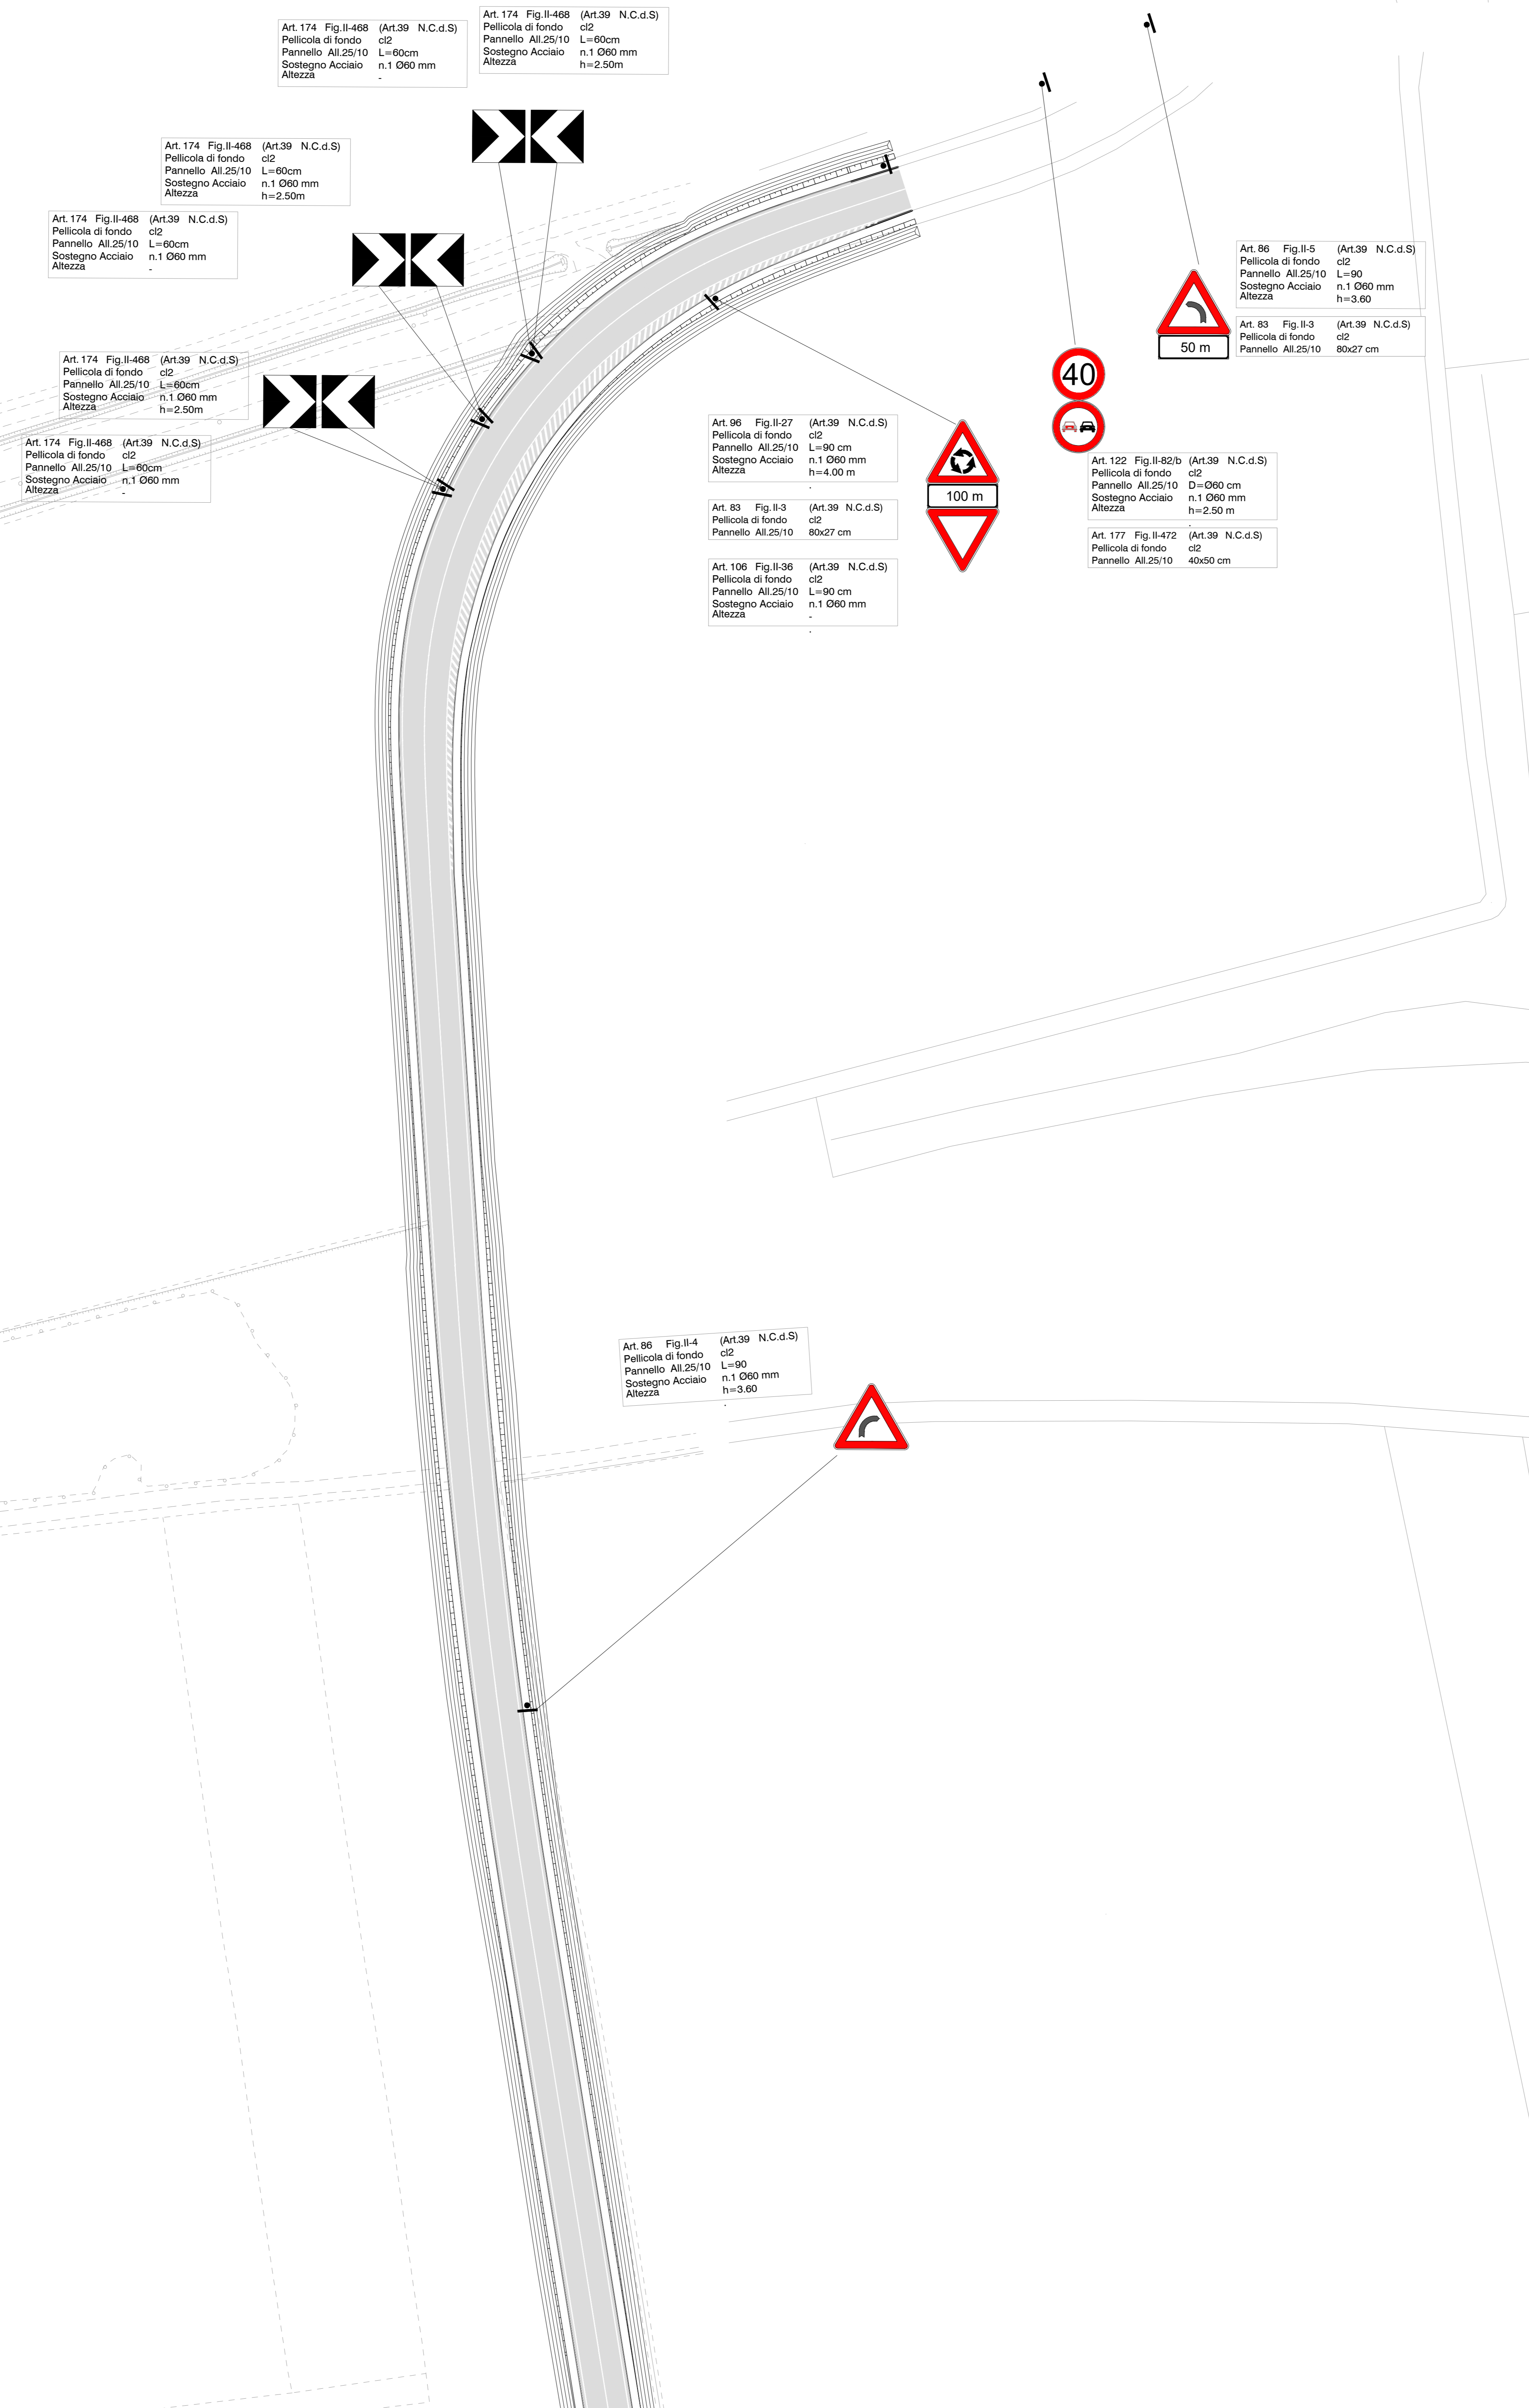 Art. 174 Fig.II-468 (Art.39 N.C.d.S)
Pellicola di fondo cl2
Pannello All.25/10 L=60cm
Sostegno Acciaio n.1 Ø60 mm
Altezza -
Art. 174 Fig.II-468 (Art.39 N.C.d.S)
Pellicola di fondo cl2
Pannello All.25/10 L=60cm
Sostegno Acciaio n.1 Ø60 mm
Altezza h=2.50m
Art. 174 Fig.II-468 (Art.39 N.C.d.S)
Pellicola di fondo cl2
Pannello All.25/10 L=60cm
Sostegno Acciaio n.1 Ø60 mm
Altezza h=2.50m
Art. 174 Fig.II-468 (Art.39 N.C.d.S)
Pellicola di fondo cl2
Pannello All.25/10 L=60cm
Sostegno Acciaio n.1 Ø60 mm
Altezza -
Art. 86 Fig.II-5 (Art.39 N.C.d.S)
Pellicola di fondo cl2
Pannello All.25/10 L=90
Sostegno Acciaio n.1 Ø60 mm
Altezza h=3.60
50 m
Art. 83 Fig.II-3 (Art.39 N.C.d.S)
Pellicola di fondo cl2
Pannello All.25/10 80x27 cm
Art. 174 Fig.II-468 (Art.39 N.C.d.S)
Pellicola di fondo cl2
Pannello All.25/10 L=60cm
Sostegno Acciaio n.1 Ø60 mm
Altezza h=2.50m
Art. 174 Fig.II-468 (Art.39 N.C.d.S)
Pellicola di fondo cl2
Pannello All.25/10 L=60cm
Sostegno Acciaio n.1 Ø60 mm
Altezza -
40
Art. 96 Fig.II-27 (Art.39 N.C.d.S)
Pellicola di fondo cl2
Pannello All.25/10 L=90 cm
Sostegno Acciaio n.1 Ø60 mm
Altezza h=4.00 m
.
100 m
Art. 83 Fig.II-3 (Art.39 N.C.d.S)
Pellicola di fondo cl2
Pannello All.25/10 80x27 cm
Art. 106 Fig.II-36 (Art.39 N.C.d.S)
Pellicola di fondo cl2
Pannello All.25/10 L=90 cm
Sostegno Acciaio n.1 Ø60 mm
Altezza -
.
Art. 122 Fig.II-82/b (Art.39 N.C.d.S)
Pellicola di fondo cl2
Pannello All.25/10 D=Ø60 cm
Sostegno Acciaio n.1 Ø60 mm
Altezza h=2.50 m
.
Art. 177 Fig.II-472 (Art.39 N.C.d.S)
Pellicola di fondo cl2
Pannello All.25/10 40x50 cm
Art. 86 Fig.II-4 (Art.39 N.C.d.S)
Pellicola di fondo cl2
Pannello All.25/10 L=90
Sostegno Acciaio n.1 Ø60 mm
Altezza h=3.60
.